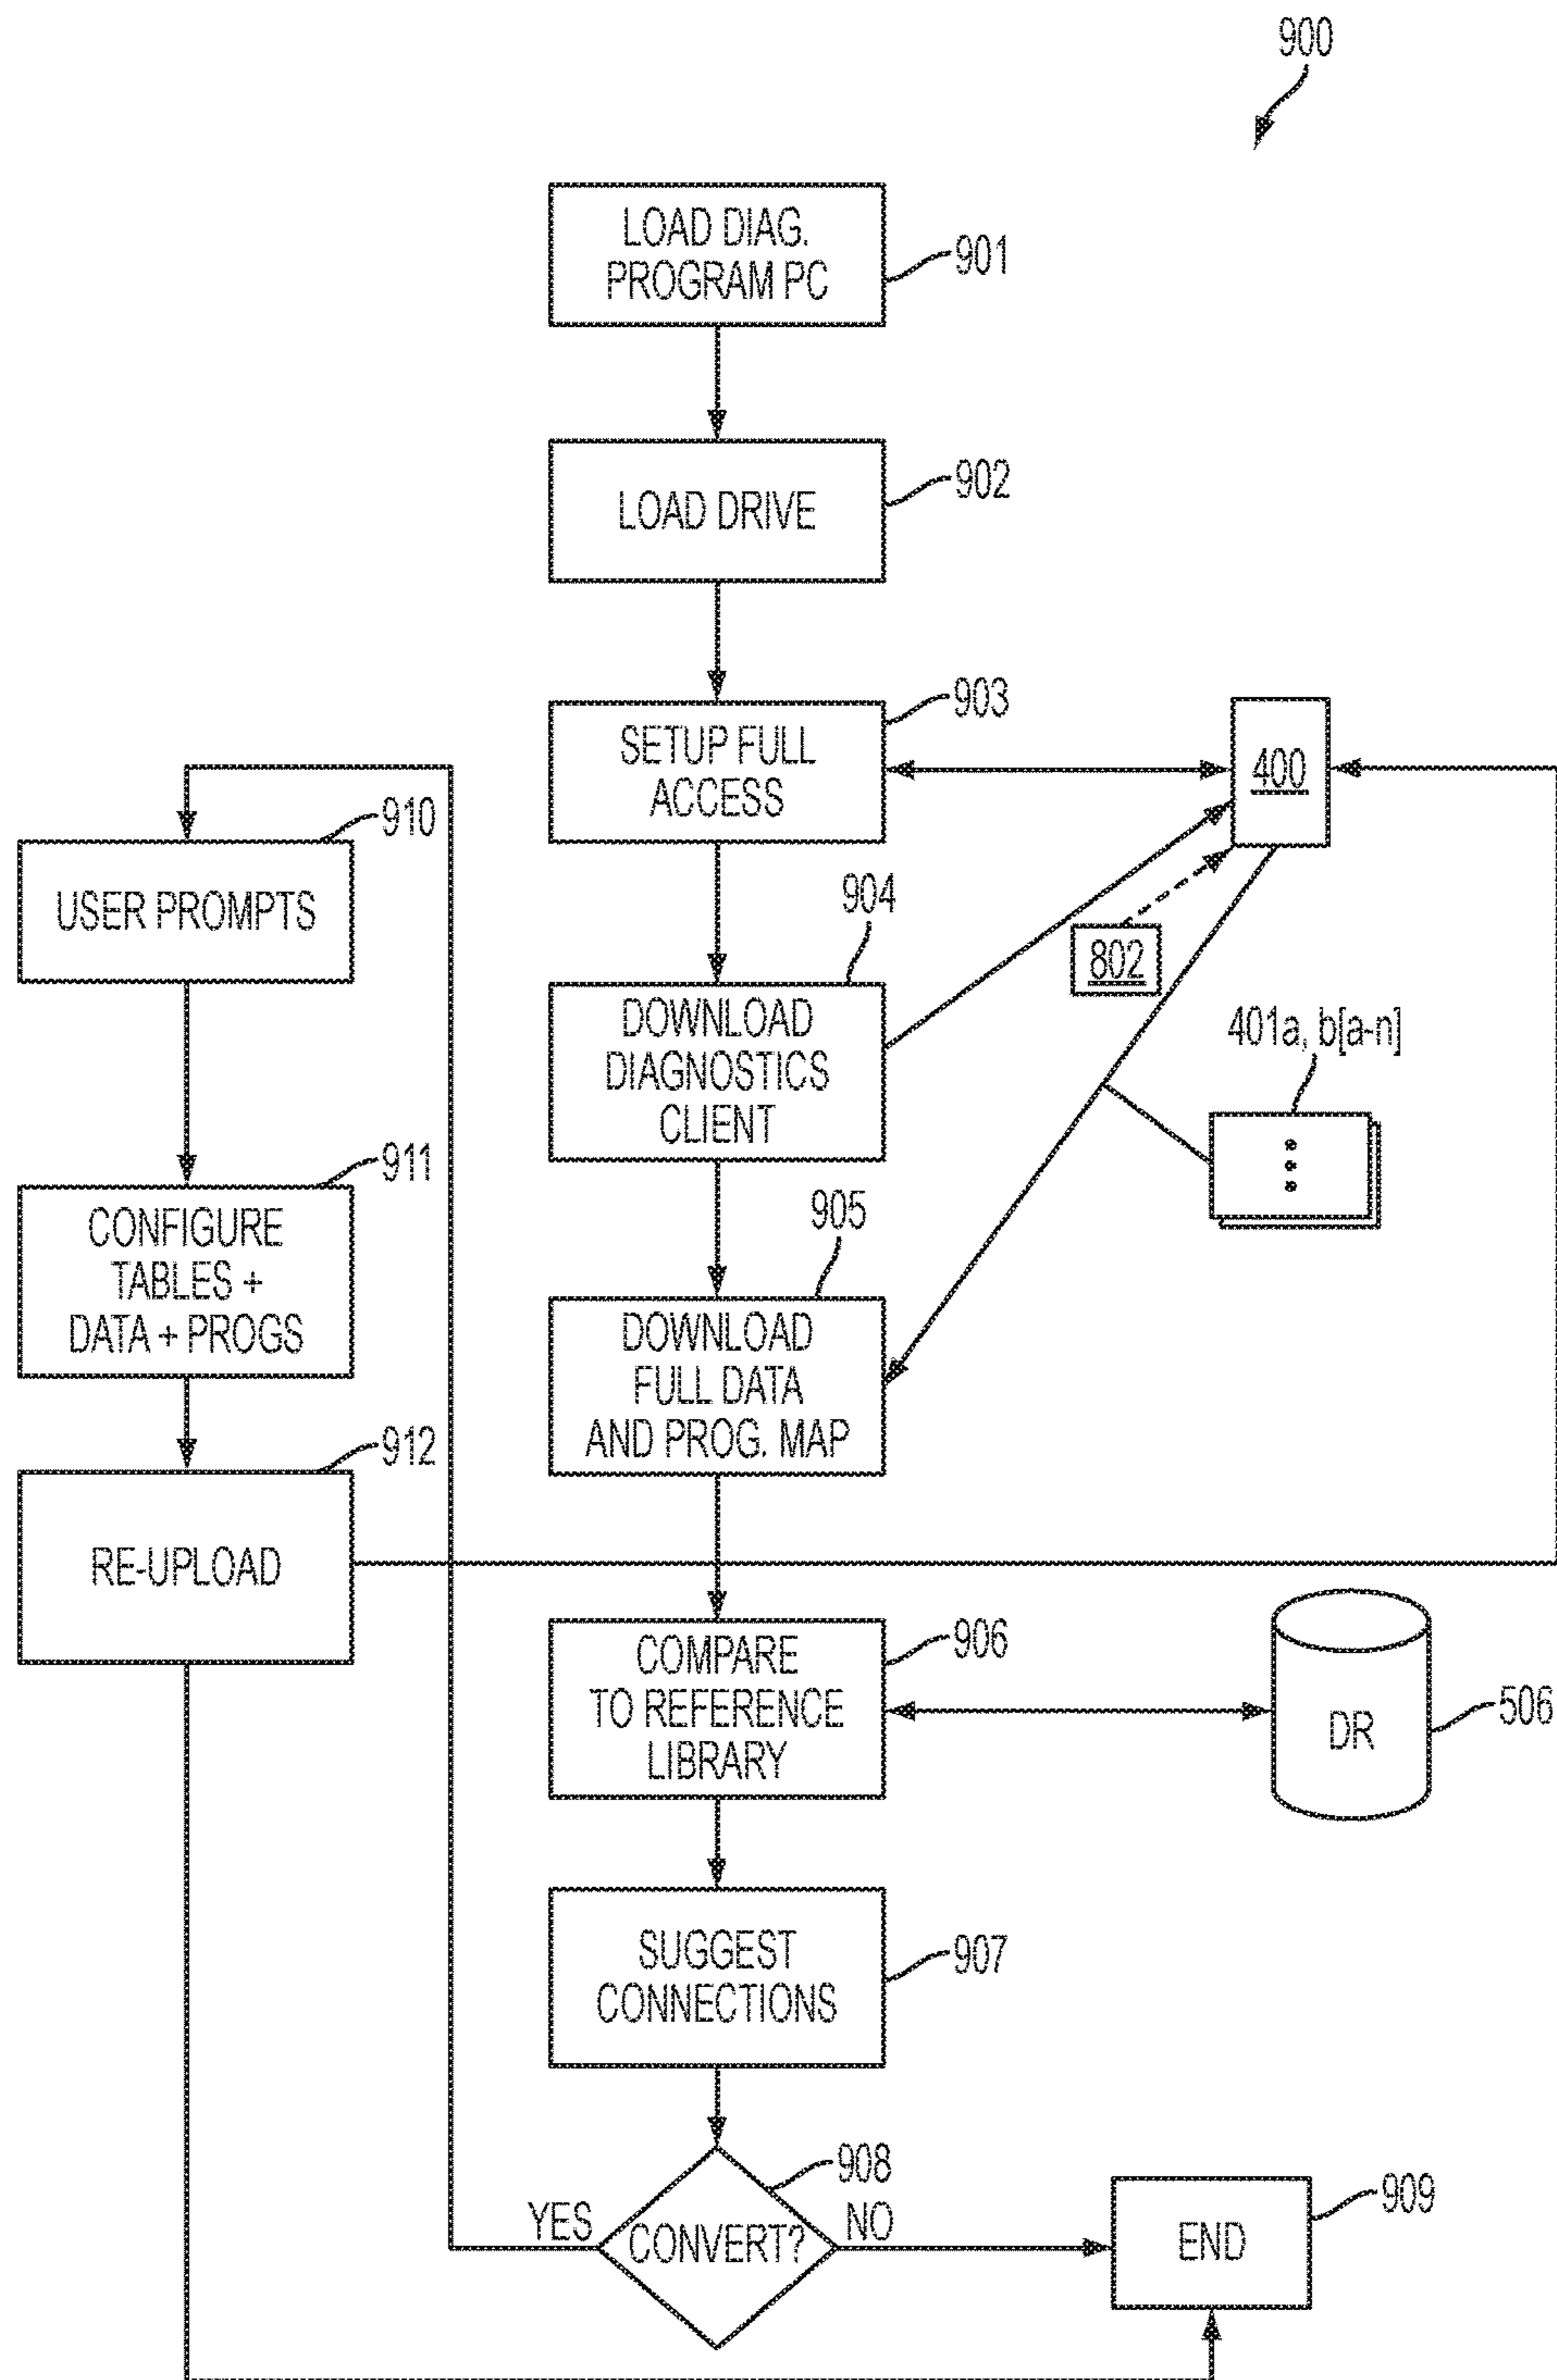 900
LOAD DIAG.
PROGRAM PC
901
LOAD DRIVE
902
SETUP FULL
ACCESS
903
400
910
USER PROMPTS
904
802
DOWNLOAD
DIAGNOSTICS
CLIENT
401a, b[a-n]
911
CONFIGURE
TABLES +
DATA + PROGS
905
DOWNLOAD
FULL DATA
AND PROG. MAP
912
RE-UPLOAD
COMPARE
TO REFERENCE
LIBRARY
906
DR
506
SUGGEST
CONNECTIONS
907
908
YES
CONVERT?
NO
END
909